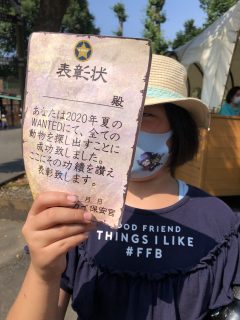 表彰状
殿
あなたは2020年夏の
WANTEDにて、全ての
動物を探し出すことに
成功致しました。
ここにその功績を讃え
表彰致します。
月 日
保安官
GOOD FRIEND
THINGS I LIKE
#FFB